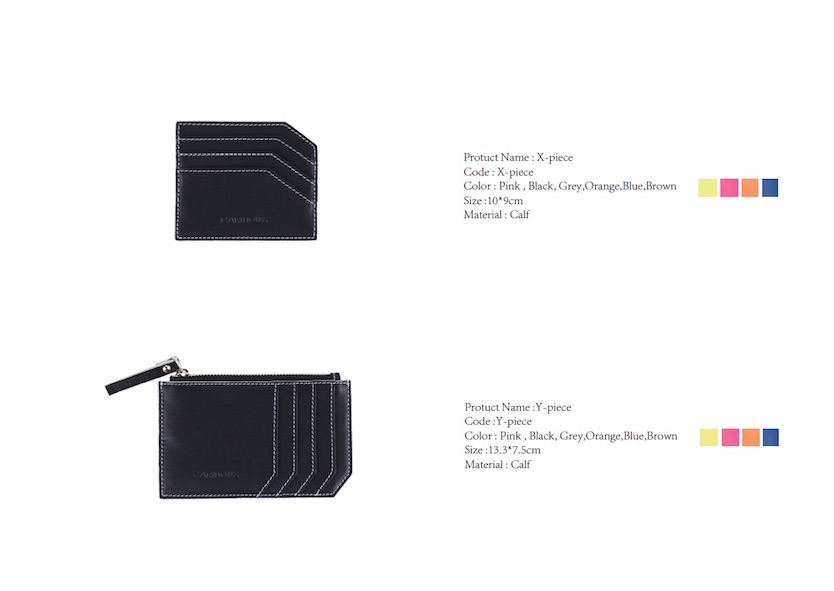 Protuct Name : X-piece
Code : X-piece
Color : Pink , Black, Grey,Orange,Blue,Brown
Size :10*9cm
Material : Calf
Protuct Name :Y-piece
Code :Y-piece
Color : Pink , Black, Grey,Orange,Blue,Brown
Size :13.3*7.5cm
Material : Calf